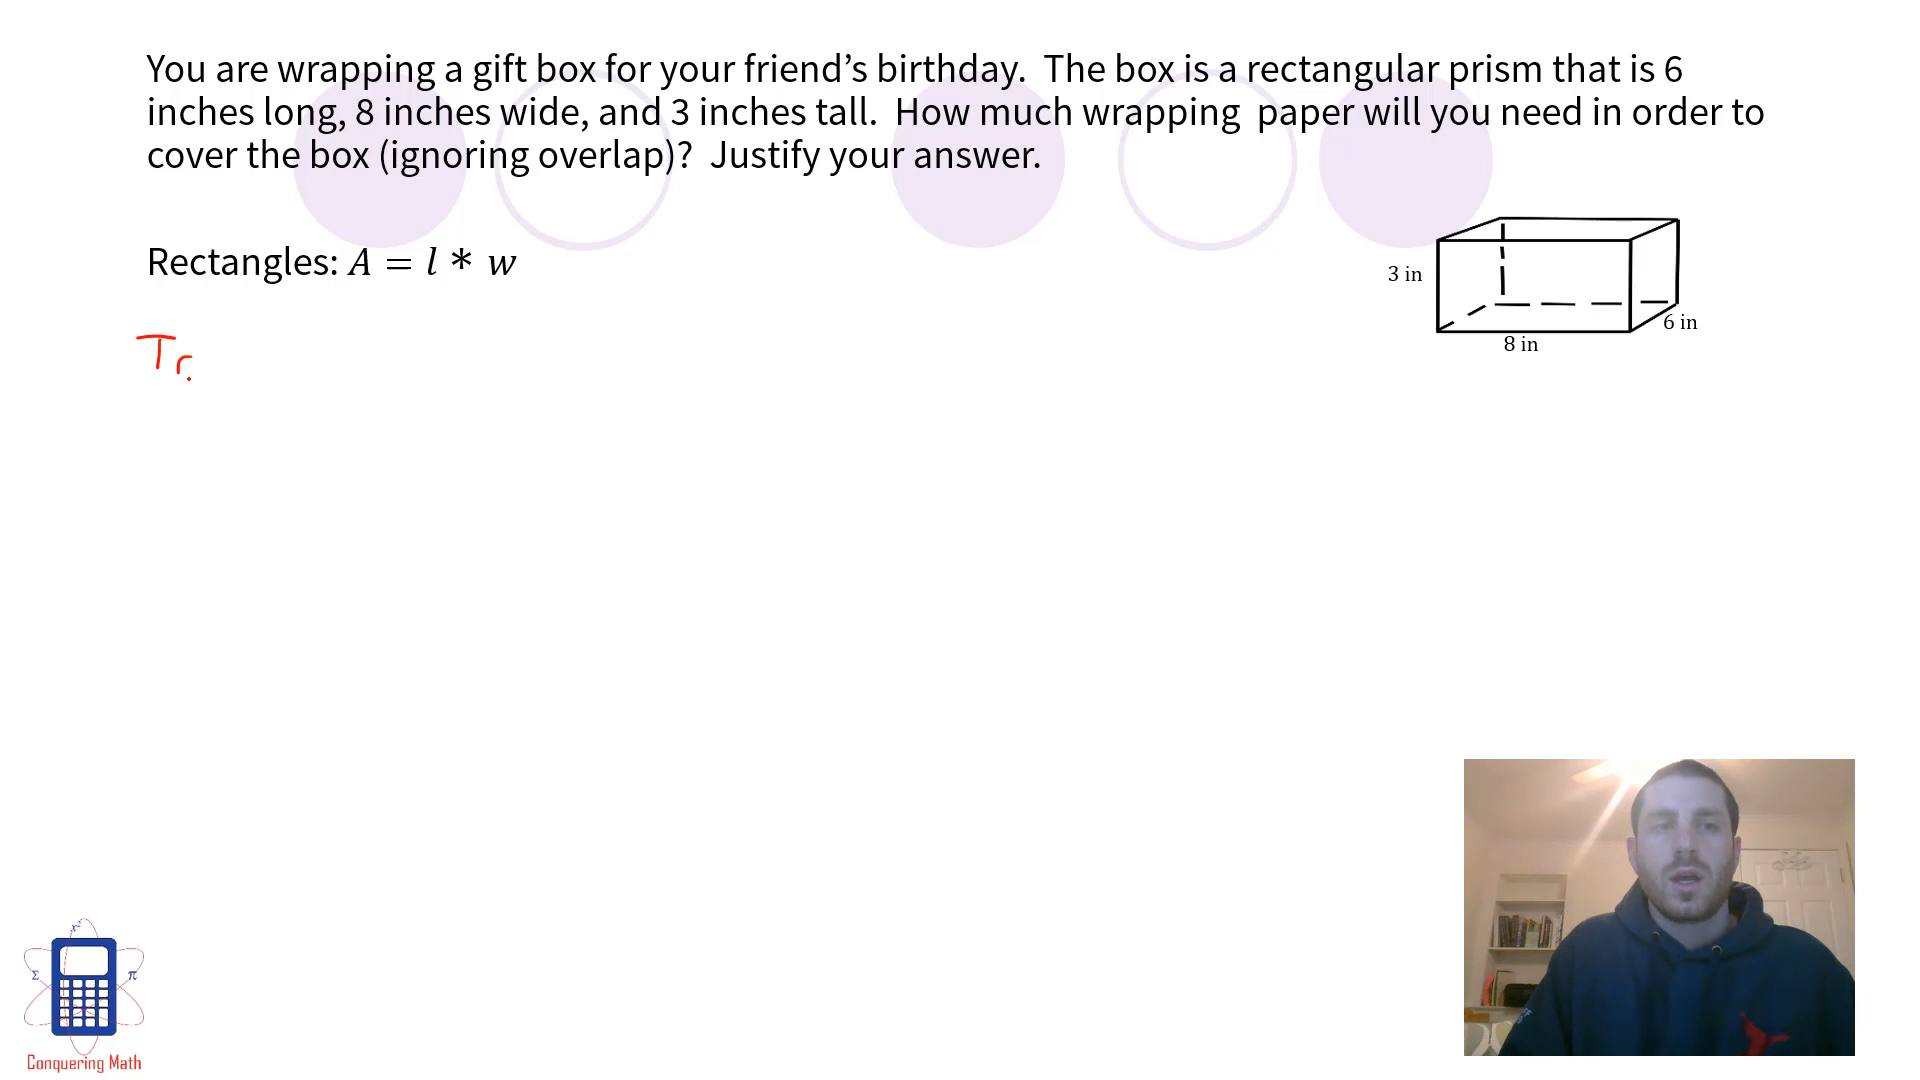 You are wrapping a gift box for your friend’s birthday.  The box is a rectangular prism that is 6
inches long, 8 inches wide, and 3 inches tall.  How much wrapping  paper will you need in order to
cover the box (ignoring overlap)?  Justify your answer.
Rectangles: A = l * w
3 in
6 in
8 in
Tr
x²
Σ π
Conquering Math